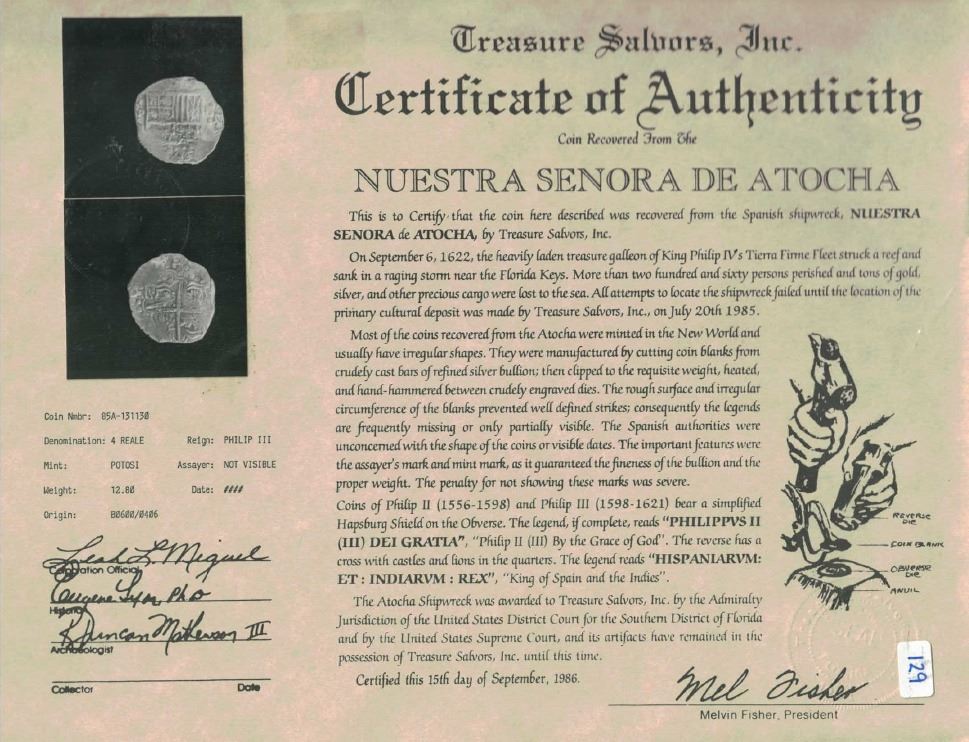 Treasure Salvors, Inc.
Certificate of Authenticity
Coin Recovered From The
NUESTRA SENORA DE ATOCHA
This is to Certify that the coin here described was recovered from the Spanish shipwreck, NUESTRA
SENORA de ATOCHA, by Treasure Salvors, Inc.
On September 6, 1622, the heavily laden treasure galleon of King Philip IV's Tierra Firme Fleet struck a reef and
sank in a raging storm near the Florida Keys. More than two hundred and sixty persons perished and tons of gold,
silver, and other precious cargo were lost to the sea. All attempts to locate the shipwreck failed until the location of the
primary cultural deposit was made by Treasure Salvors, Inc., on July 20th 1985.
Most of the coins recovered from the Atocha were minted in the New World and
usually have irregular shapes. They were manufactured by cutting coin blanks from
crudely cast bars of refined silver bullion; then clipped to the requisite weight, heated,
and hand-hammered between crudely engraved dies. The rough surface and irregular
circumference of the blanks prevented well defined strikes; consequently the legends
are frequently missing or only partially visible. The Spanish authorities were
unconcerned with the shape of the coins or visible dates. The important features were
the assayer's mark and mint mark, as it guaranteed the fineness of the bullion and the
proper weight. The penalty for not showing these marks was severe.
Coins of Philip II (1556-1598) and Philip III (1598-1621) bear a simplified
Hapsburg Shield on the Obverse. The legend, if complete, reads "PHILIPPVS II
(III) DEI GRATIA", "Philip II (III) By the Grace of God". The reverse has a
cross with castles and lions in the quarters. The legend reads "HISPANIARVM:
ET : INDIARVM : REX", "King of Spain and the Indies".
The Atocha Shipwreck was awarded to Treasure Salvors, Inc. by the Admiralty
Jurisdiction of the United States District Court for the Southern District of Florida
and by the United States Supreme Court, and its artifacts have remained in the
possession of Treasure Salvors, Inc. until this time.
Certified this 15th day of September, 1986.
REVERSE
DIE
COIN BLANK
OBVERSE
DIE
ANVIL
Coin Nmbr: 85A-131130
Denomination: 4 REALE Reign: PHILIP III
Mint: POTOSI Assayer: NOT VISIBLE
Weight: 12.80 Date: ####
Origin: B0600/0406
Leah L. Miguel
Official
Eugene Lyon PhD
Historian
R Duncan Mathewson III
Archaeologist
Collector Date
Mel Fisher
Melvin Fisher, President
129